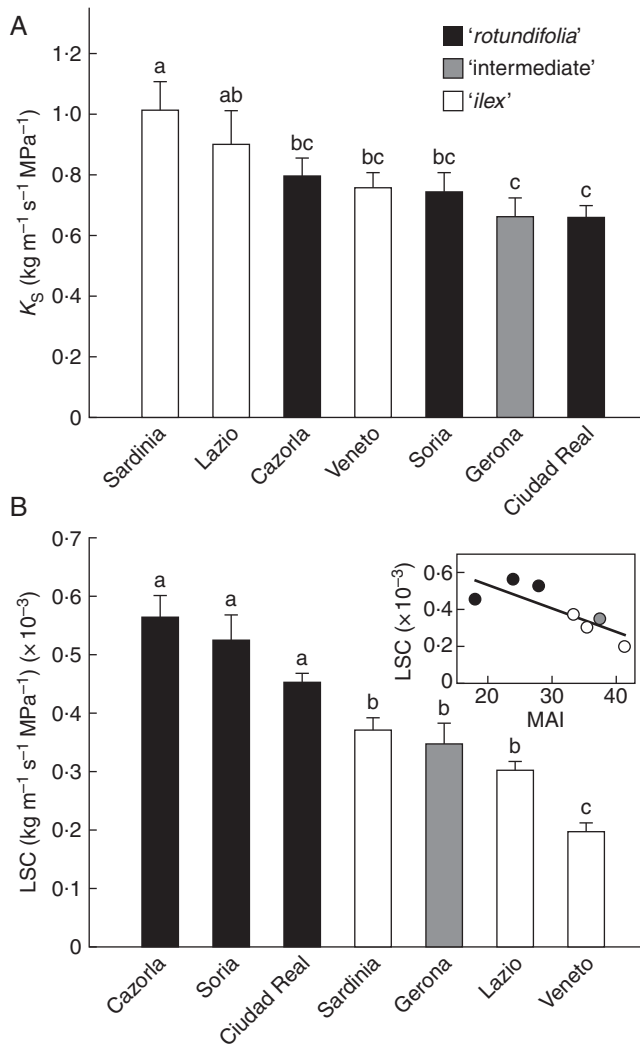 A
'rotundifolia'
'intermediate'
'ilex'
1·2
1·0
0·8
0·6
0·4
0·2
0
K_S (kg m⁻¹ s⁻¹ MPa⁻¹)
a
ab
bc
bc
bc
c
c
Sardinia
Lazio
Cazorla
Veneto
Soria
Gerona
Ciudad Real
B
0·7
0·6
0·5
0·4
0·3
0·2
0·1
0
LSC (kg m⁻¹ s⁻¹ MPa⁻¹) (× 10⁻³)
a
a
a
b
b
b
c
Cazorla
Soria
Ciudad Real
Sardinia
Gerona
Lazio
Veneto
LSC (× 10⁻³)
0·6
0·4
0·2
20 30 40
MAI